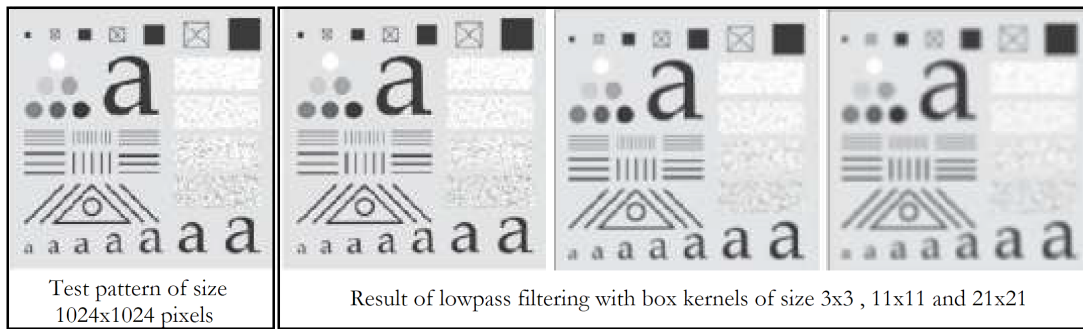 a
a a a a a a a
Test pattern of size
1024x1024 pixels
a
a a a a a a a
a
a a a a a a a
a
a a a a a a a
Result of lowpass filtering with box kernels of size 3x3 , 11x11 and 21x21